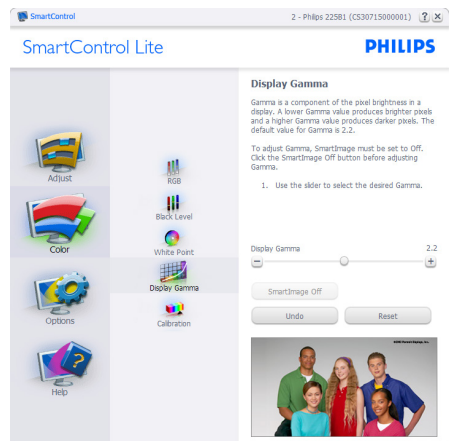 SmartControl
2 - Philips 225B1 (CS30715000001)
? X
SmartControl Lite
PHILIPS
Adjust
Color
Options
Help
RGB
Black Level
White Point
Display Gamma
Calibration
Display Gamma
Gamma is a component of the pixel brightness in a
display. A lower Gamma value produces brighter pixels
and a higher Gamma value produces darker pixels. The
default value for Gamma is 2.2.
To adjust Gamma, SmartImage must be set to Off.
Click the SmartImage Off button before adjusting
Gamma.
1. Use the slider to select the desired Gamma.
Display Gamma 2.2
SmartImage Off
Undo Reset